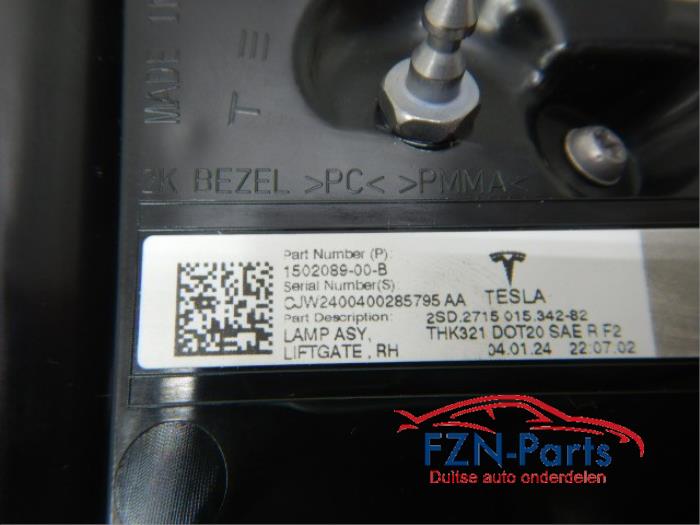 MADE IN
T
2K BEZEL >PC< >PMMA<
Part Number (P):
1502089-00-B
Serial Number(S):
CJW2400400285795 AA
TESLA
Part Description:
2SD.2715 015.342-82
LAMP ASY,
THK321 DOT20 SAE R F2
LIFTGATE , RH
04.01.24 22:07.02
FZN-Parts
Duitse auto onderdelen